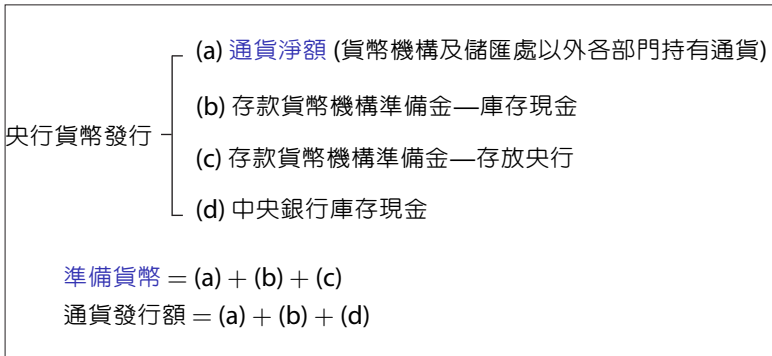 (a) 通貨淨額 (貨幣機構及儲匯處以外各部門持有通貨)
(b) 存款貨幣機構準備金—庫存現金
央行貨幣發行
(c) 存款貨幣機構準備金—存放央行
(d) 中央銀行庫存現金
準備貨幣 = (a) + (b) + (c)
通貨發行額 = (a) + (b) + (d)